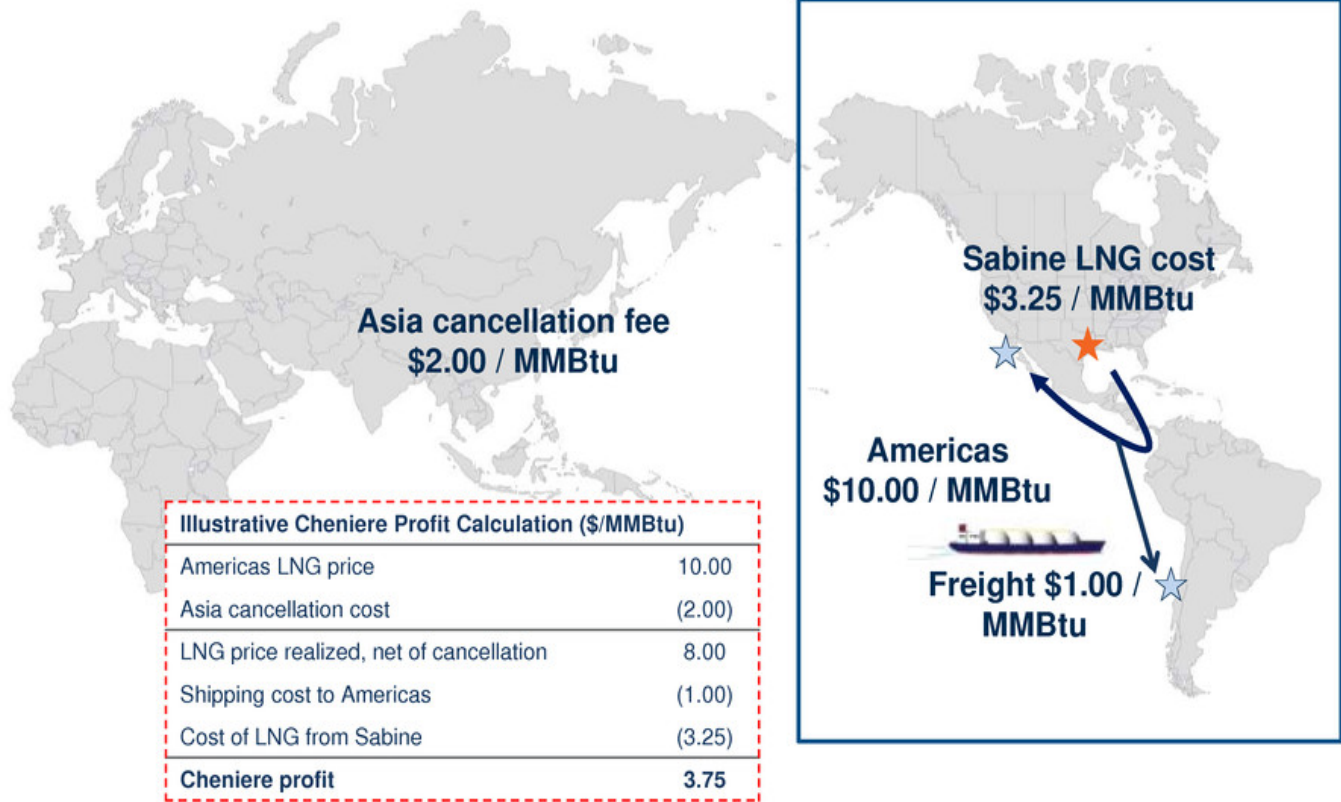 Sabine LNG cost
$3.25 / MMBtu
Asia cancellation fee
$2.00 / MMBtu
Americas
$10.00 / MMBtu
Freight $1.00 /
MMBtu
Illustrative Cheniere Profit Calculation ($/MMBtu)
Americas LNG price 10.00
Asia cancellation cost (2.00)
LNG price realized, net of cancellation 8.00
Shipping cost to Americas (1.00)
Cost of LNG from Sabine (3.25)
Cheniere profit 3.75